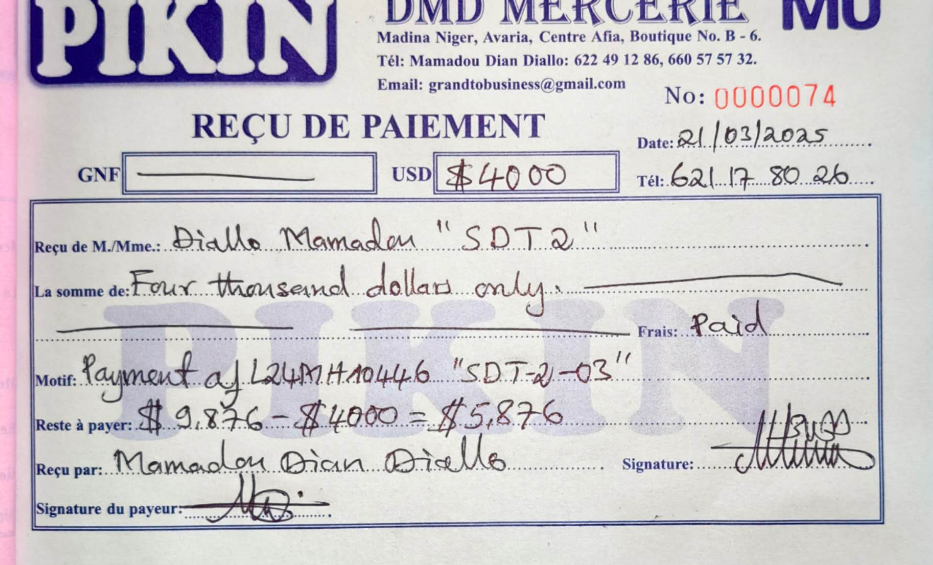 PIKIN
DMD MERCERIE
MU
Madina Niger, Avaria, Centre Afia, Boutique No. B - 6.
Tél: Mamadou Dian Diallo: 622 49 12 86, 660 57 57 32.
Email: grandtobusiness@gmail.com
No: 0000074
REÇU DE PAIEMENT
Date: 21/03/2025
GNF
USD $4000
Tél: 621 17 80 26
Reçu de M./Mme.: Diallo Mamadou "SDT2"
La somme de: Four thousand dollars only.
Frais: Paid
PIKIN
Motif: Payment of L24MHA0446 "SDT-2-03"
Reste à payer: $ 9,876 - $4000 = $5,876
Reçu par: Mamadou Dian Diallo
Signature:
Signature du payeur: